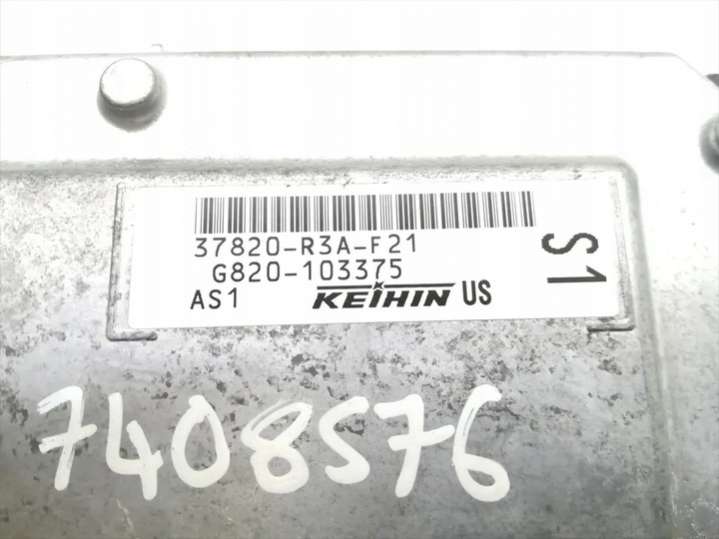 37820-R3A-F21
G820-103375
AS1 KEIHIN US
S1
7408576